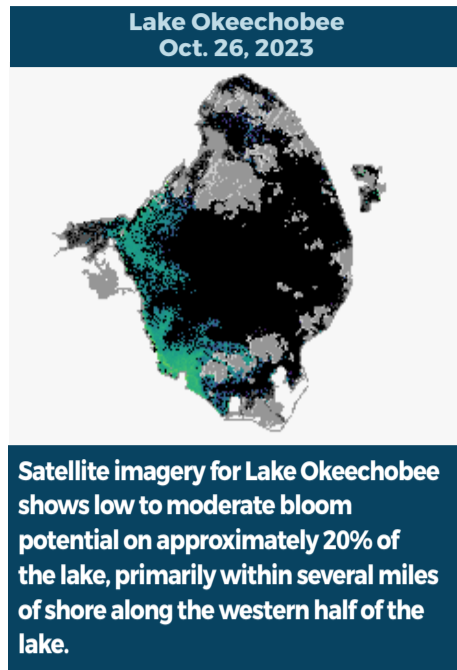 Lake Okeechobee
Oct. 26, 2023
Satellite imagery for Lake Okeechobee
shows low to moderate bloom
potential on approximately 20% of
the lake, primarily within several miles
of shore along the western half of the
lake.